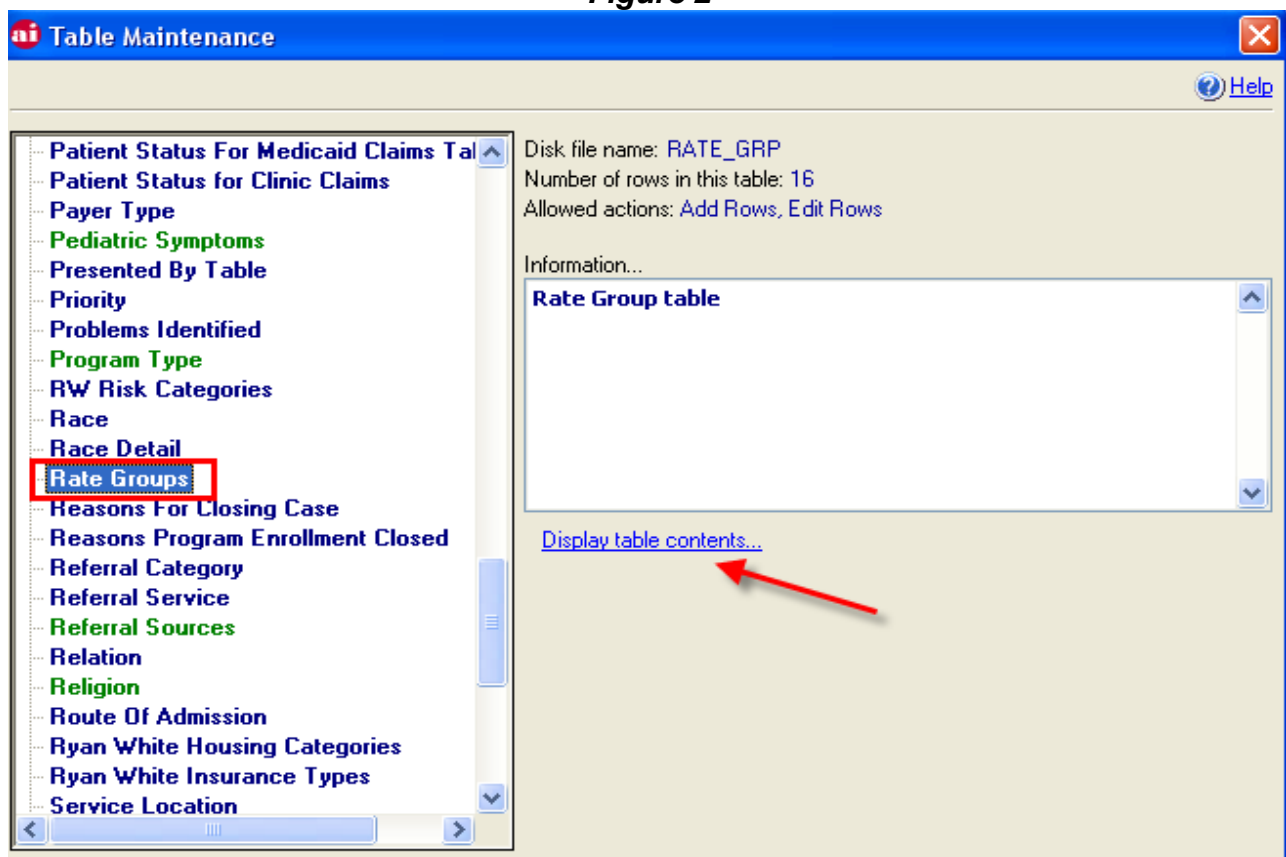 Figure 2
ai Table Maintenance
Help
Patient Status For Medicaid Claims Tal
Patient Status for Clinic Claims
Payer Type
Pediatric Symptoms
Presented By Table
Priority
Problems Identified
Program Type
RW Risk Categories
Race
Race Detail
Rate Groups
Reasons For Closing Case
Reasons Program Enrollment Closed
Referral Category
Referral Service
Referral Sources
Relation
Religion
Route Of Admission
Ryan White Housing Categories
Ryan White Insurance Types
Service Location
Disk file name: RATE_GRP
Number of rows in this table: 16
Allowed actions: Add Rows, Edit Rows
Information...
Rate Group table
Display table contents...